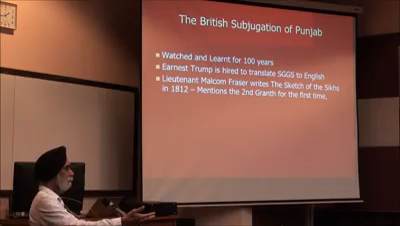 The British Subjugation of Punjab
Watched and Learnt for 100 years
Earnest Trump is hired to translate SGGS to English
Lieutenant Malcom Fraser writes The Sketch of the Sikhs
in 1812 – Mentions the 2nd Granth for the first time,